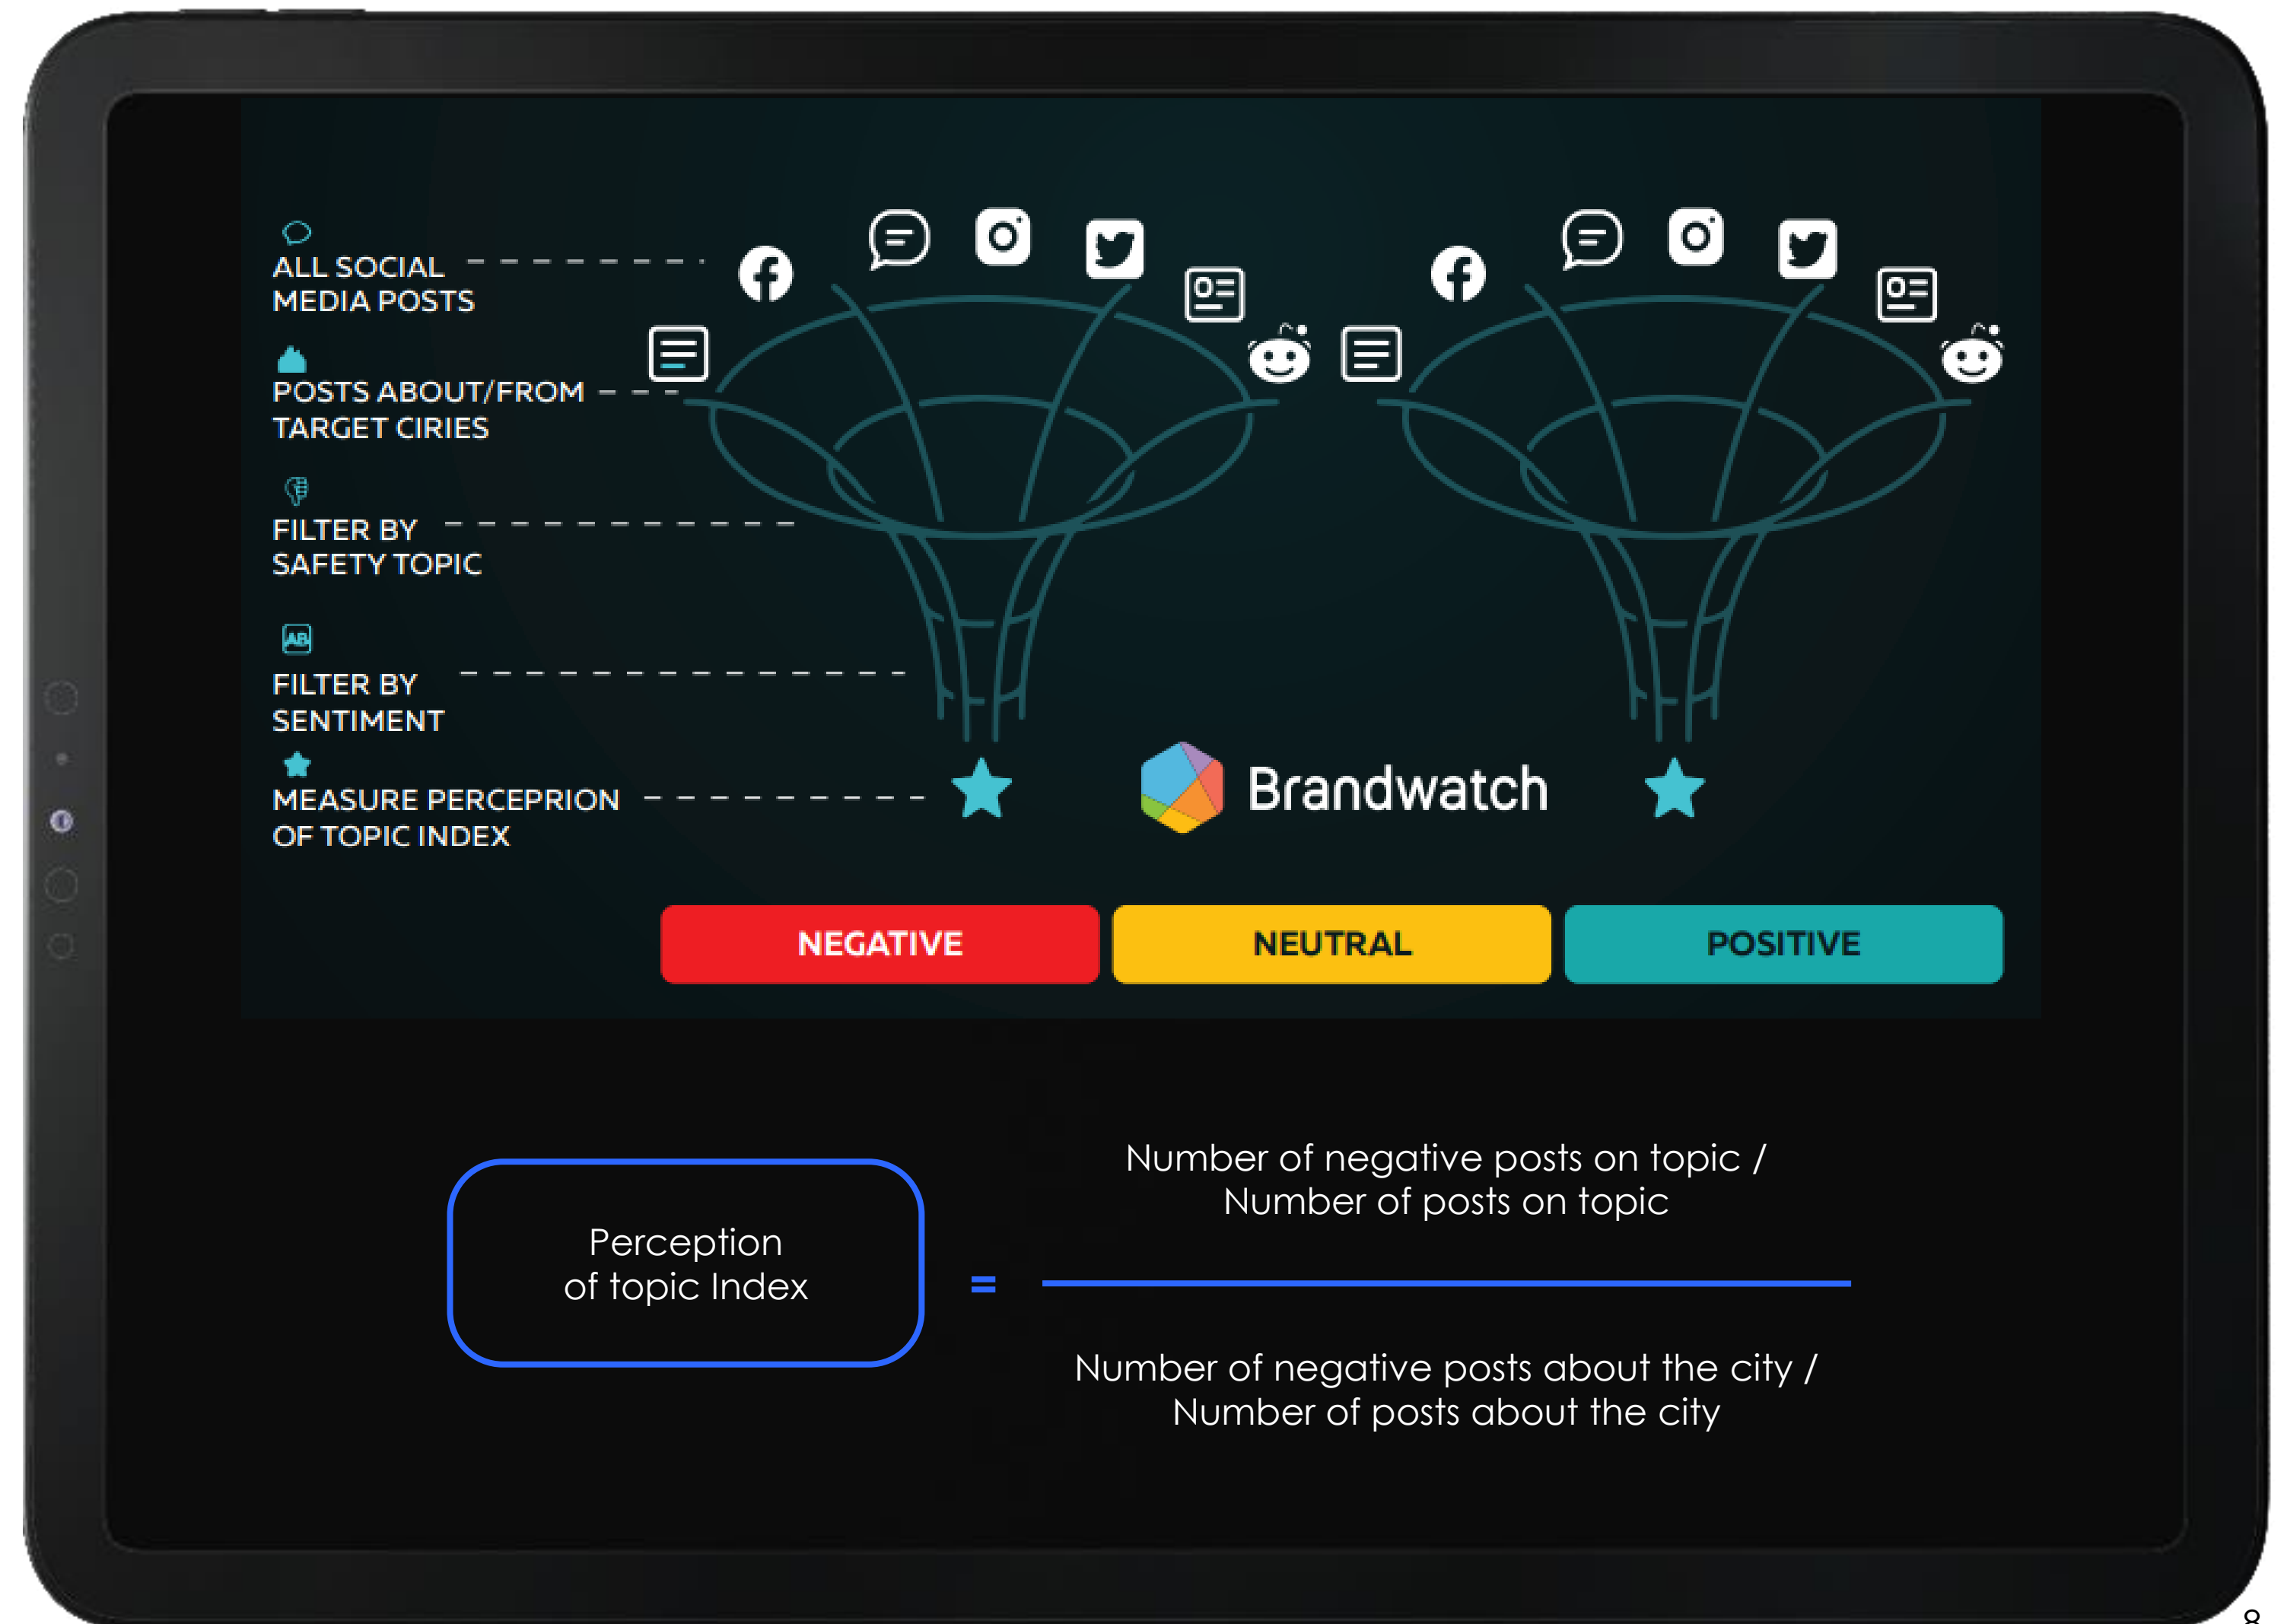 ALL SOCIAL
MEDIA POSTS
POSTS ABOUT/FROM
TARGET CIRIES
FILTER BY
SAFETY TOPIC
AB
FILTER BY
SENTIMENT
MEASURE PERCEPRION
OF TOPIC INDEX
Brandwatch
NEGATIVE
NEUTRAL
POSITIVE
Perception
of topic Index
=
Number of negative posts on topic /
Number of posts on topic
Number of negative posts about the city /
Number of posts about the city
8